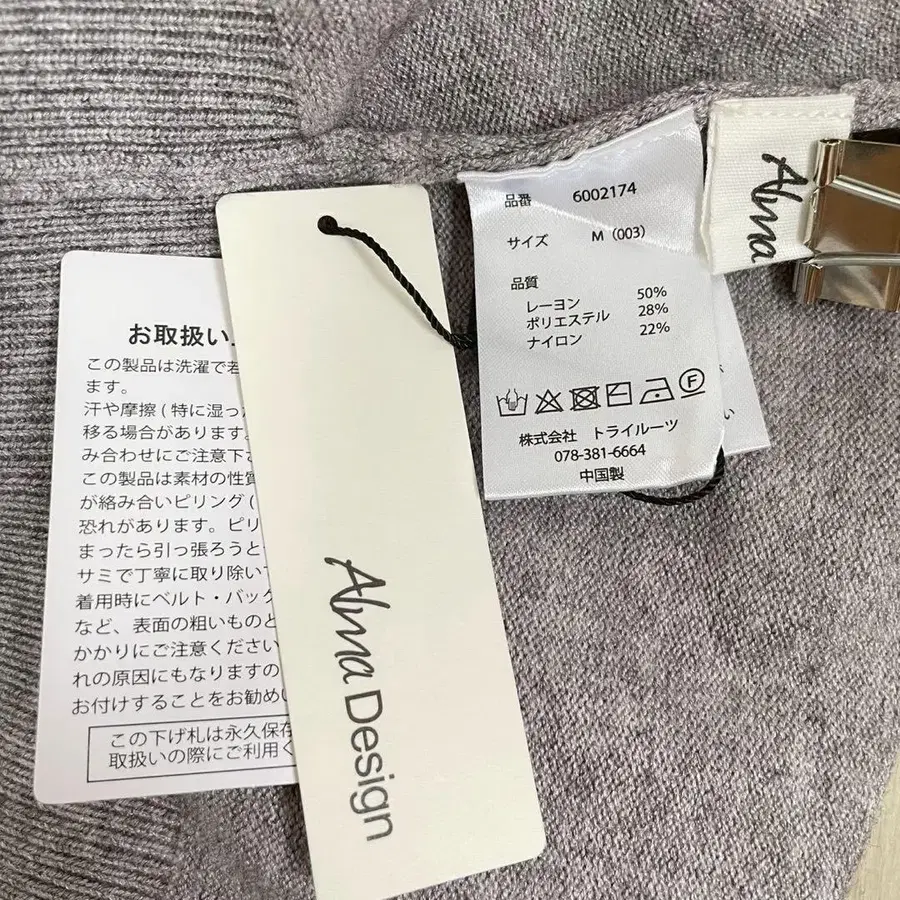 お取扱い
この製品は洗濯で若
ます。
汗や摩擦(特に湿っ
移る場合があります。
み合わせにご注意下さ
この製品は素材の性質
が絡み合いピリング(
恐れがあります。ピリ
まったら引っ張ろうと
サミで丁寧に取り除い
着用時にベルト・バッグ
など、表面の粗いものと
かかりにご注意ください
れの原因にもなりますの
お付けすることをお勧めい
この下げ札は永久保存
取扱いの際にご利用く
Alma Design
品番 6002174
サイズ M(003)
品質
レーヨン 50%
ポリエステル 28%
ナイロン 22%
F
株式会社 トライルーツ
078-381-6664
中国製
い
Alma